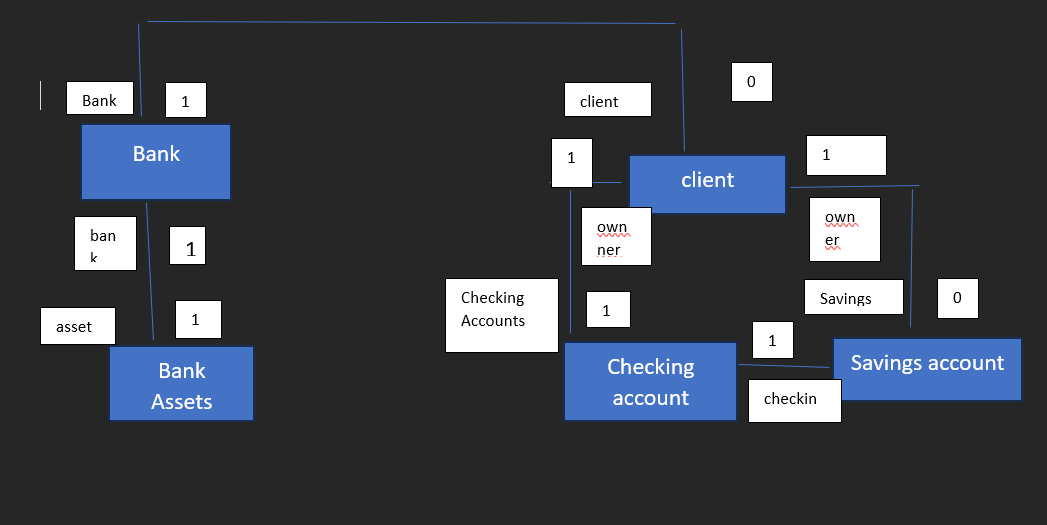 0
Bank
1
client
1
1
Bank
client
own
ner
own
er
ban
k
1
Checking
Accounts
Savings
0
1
asset
1
1
Checking
account
Savings account
Bank
Assets
checkin